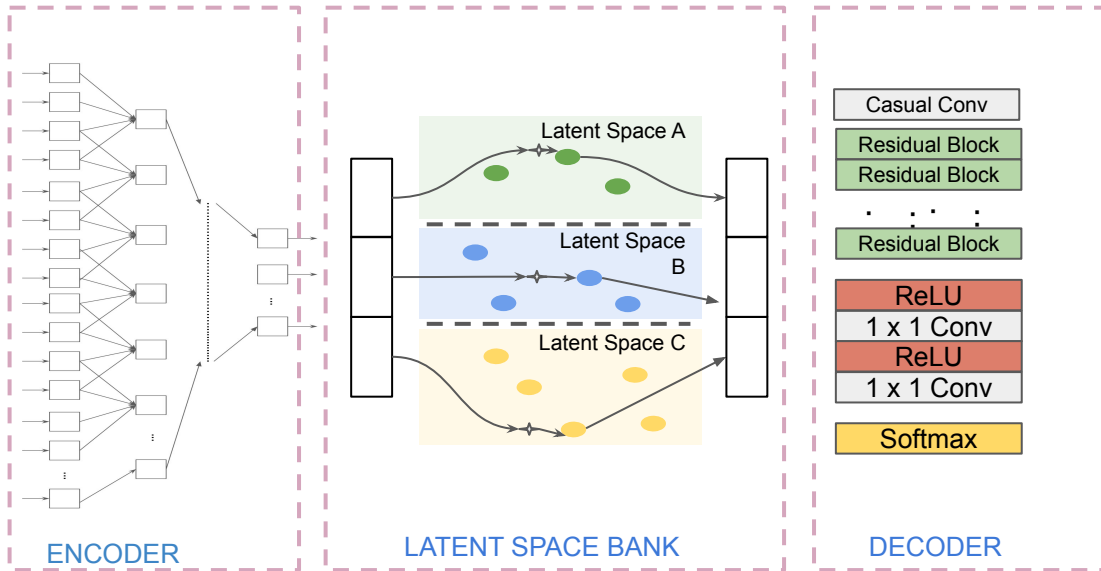 Latent Space A
Latent Space
B
Latent Space C
Casual Conv
Residual Block
Residual Block
Residual Block
ReLU
1 x 1 Conv
ReLU
1 x 1 Conv
Softmax
ENCODER
LATENT SPACE BANK
DECODER